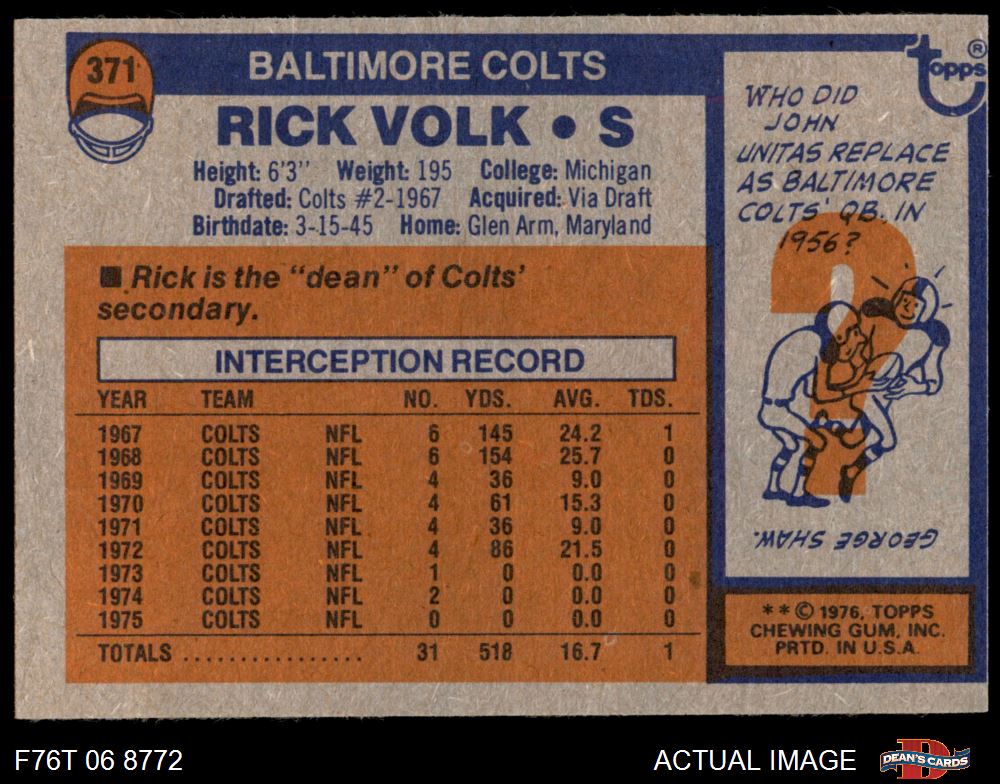 371
BALTIMORE COLTS
RICK VOLK • S
Height: 6'3" Weight: 195 College: Michigan
Drafted: Colts #2-1967 Acquired: Via Draft
Birthdate: 3-15-45 Home: Glen Arm, Maryland
■ Rick is the "dean" of Colts'
secondary.
INTERCEPTION RECORD
YEAR TEAM NO. YDS. AVG. TDS.
1967 COLTS NFL 6 145 24.2 1
1968 COLTS NFL 6 154 25.7 0
1969 COLTS NFL 4 36 9.0 0
1970 COLTS NFL 4 61 15.3 0
1971 COLTS NFL 4 36 9.0 0
1972 COLTS NFL 4 86 21.5 0
1973 COLTS NFL 1 0 0.0 0
1974 COLTS NFL 2 0 0.0 0
1975 COLTS NFL 0 0 0.0 0
TOTALS ................. 31 518 16.7 1
topps®
WHO DID
JOHN
UNITAS REPLACE
AS BALTIMORE
COLTS' QB. IN
1956?
?
GEORGE SHAW.
**© 1976, TOPPS
CHEWING GUM, INC.
PRTD. IN U.S.A.
F76T 06 8772
ACTUAL IMAGE
DEAN'S CARDS